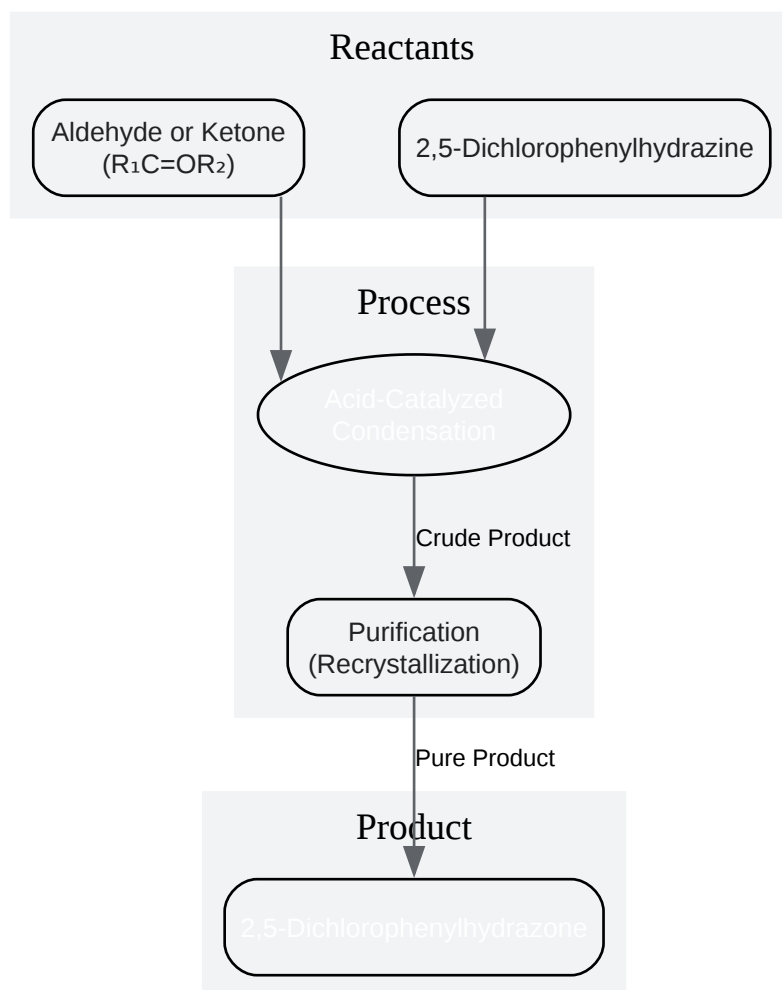 Reactants
Aldehyde or Ketone
(R₁C=OR₂)
2,5-Dichlorophenylhydrazine
Process
Acid-Catalyzed
Condensation
Crude Product
Purification
(Recrystallization)
Pure Product
Product
2,5-Dichlorophenylhydrazone